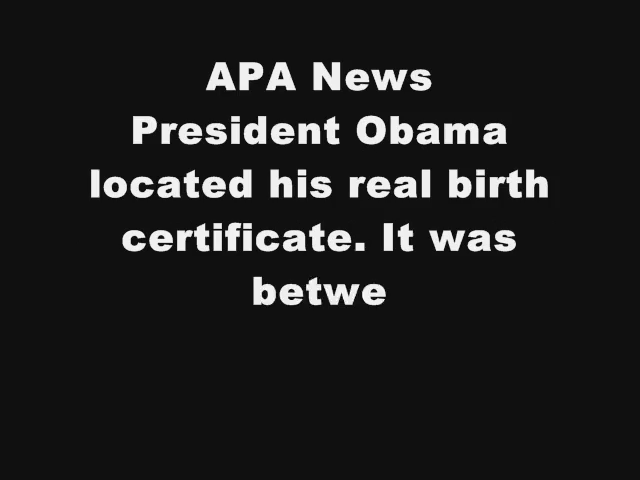 APA News
President Obama
located his real birth
certificate. It was
betwe